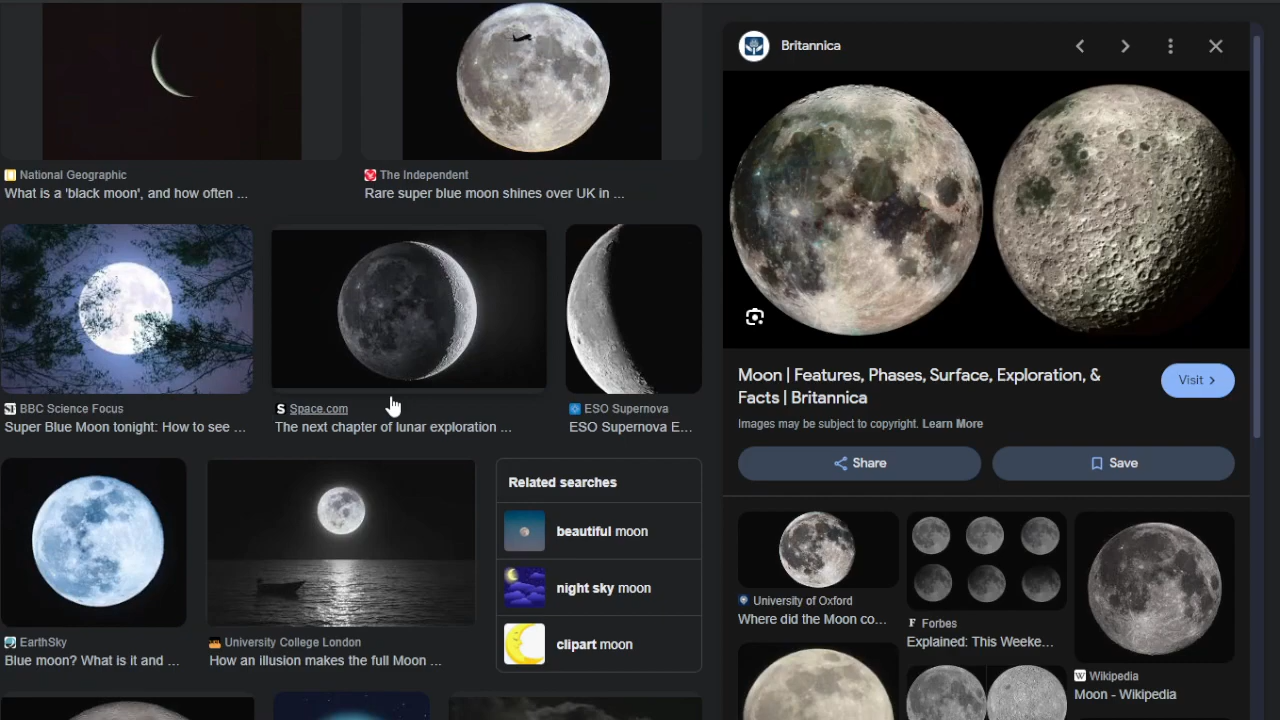 National Geographic
What is a 'black moon', and how often ...
The Independent
Rare super blue moon shines over UK in ...
BBC Science Focus
Super Blue Moon tonight: How to see ...
Space.com
The next chapter of lunar exploration ...
ESO Supernova
ESO Supernova E...
EarthSky
Blue moon? What is it and ...
University College London
How an illusion makes the full Moon ...
Related searches
beautiful moon
night sky moon
clipart moon
Britannica
Moon | Features, Phases, Surface, Exploration, &
Facts | Britannica
Visit
Images may be subject to copyright. Learn More
Share
Save
University of Oxford
Where did the Moon co...
F Forbes
Explained: This Weeke...
W Wikipedia
Moon - Wikipedia